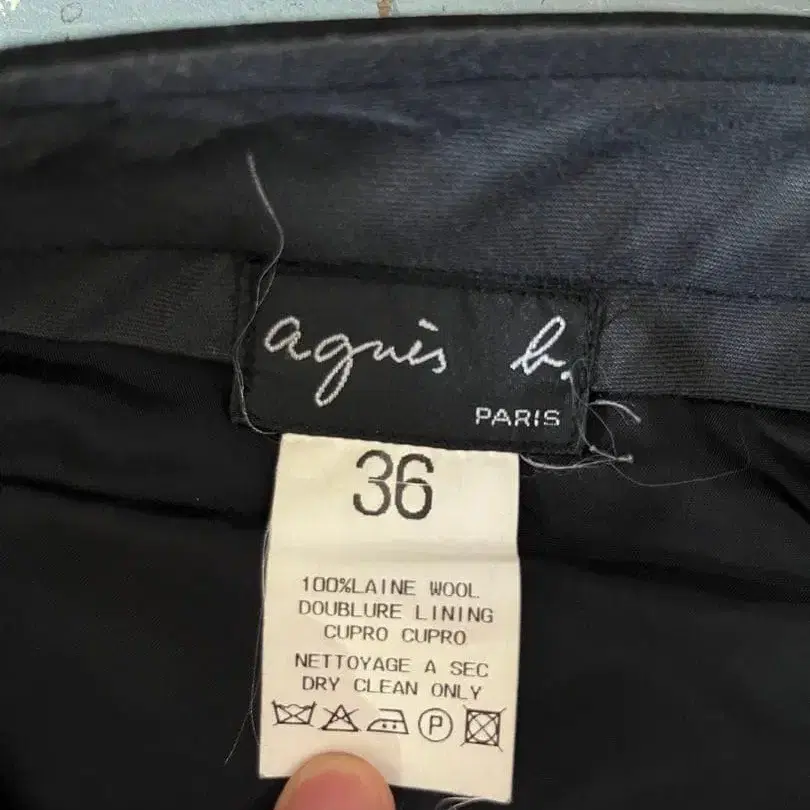 agnès b.
PARIS
36
100%LAINE WOOL
DOUBLURE LINING
CUPRO CUPRO
NETTOYAGE A SEC
DRY CLEAN ONLY
P